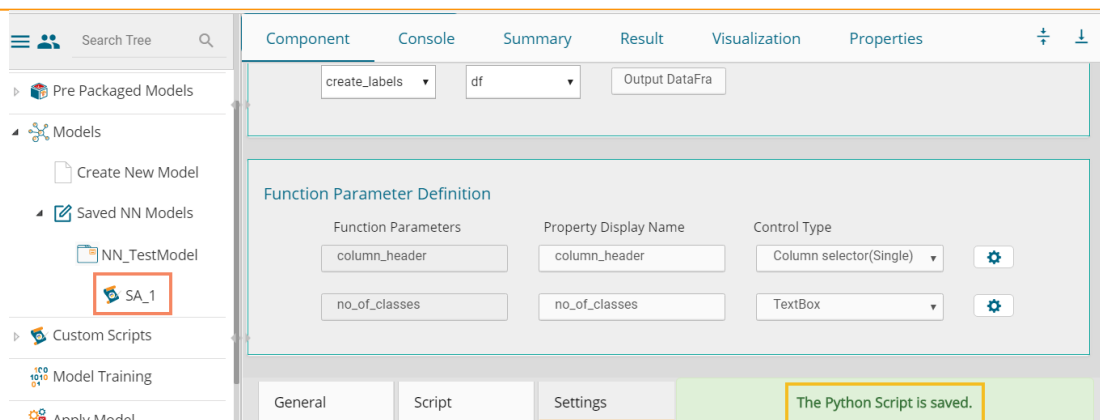 Search Tree
Pre Packaged Models
Models
Create New Model
Saved NN Models
NN_TestModel
SA_1
Custom Scripts
Model Training
Apply Model
Component Console Summary Result Visualization Properties
create_labels df Output DataFra
Function Parameter Definition
Function Parameters Property Display Name Control Type
column_header column_header Column selector(Single)
no_of_classes no_of_classes TextBox
General Script Settings The Python Script is saved.